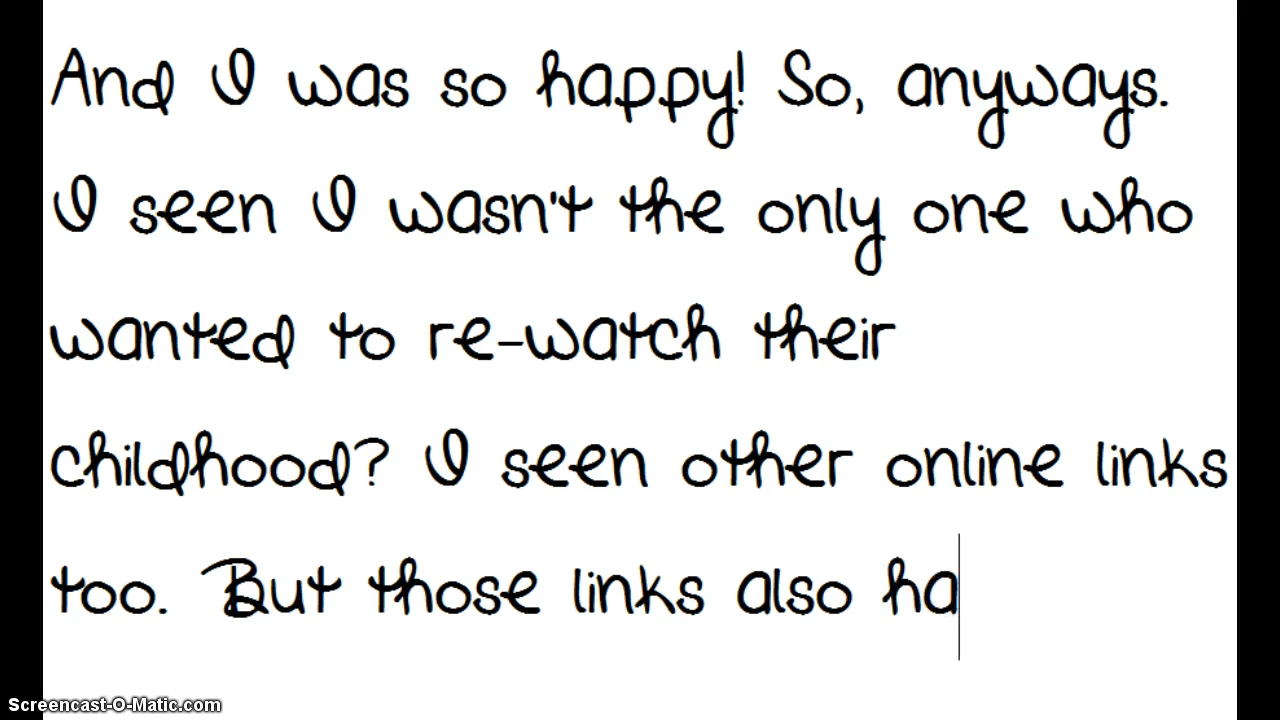 And I was so happy! So, anyways.
I seen I wasn't the only one who
wanted to re-watch their
childhood? I seen other online links
too. But those links also ha
Screencast-O-Matic.com